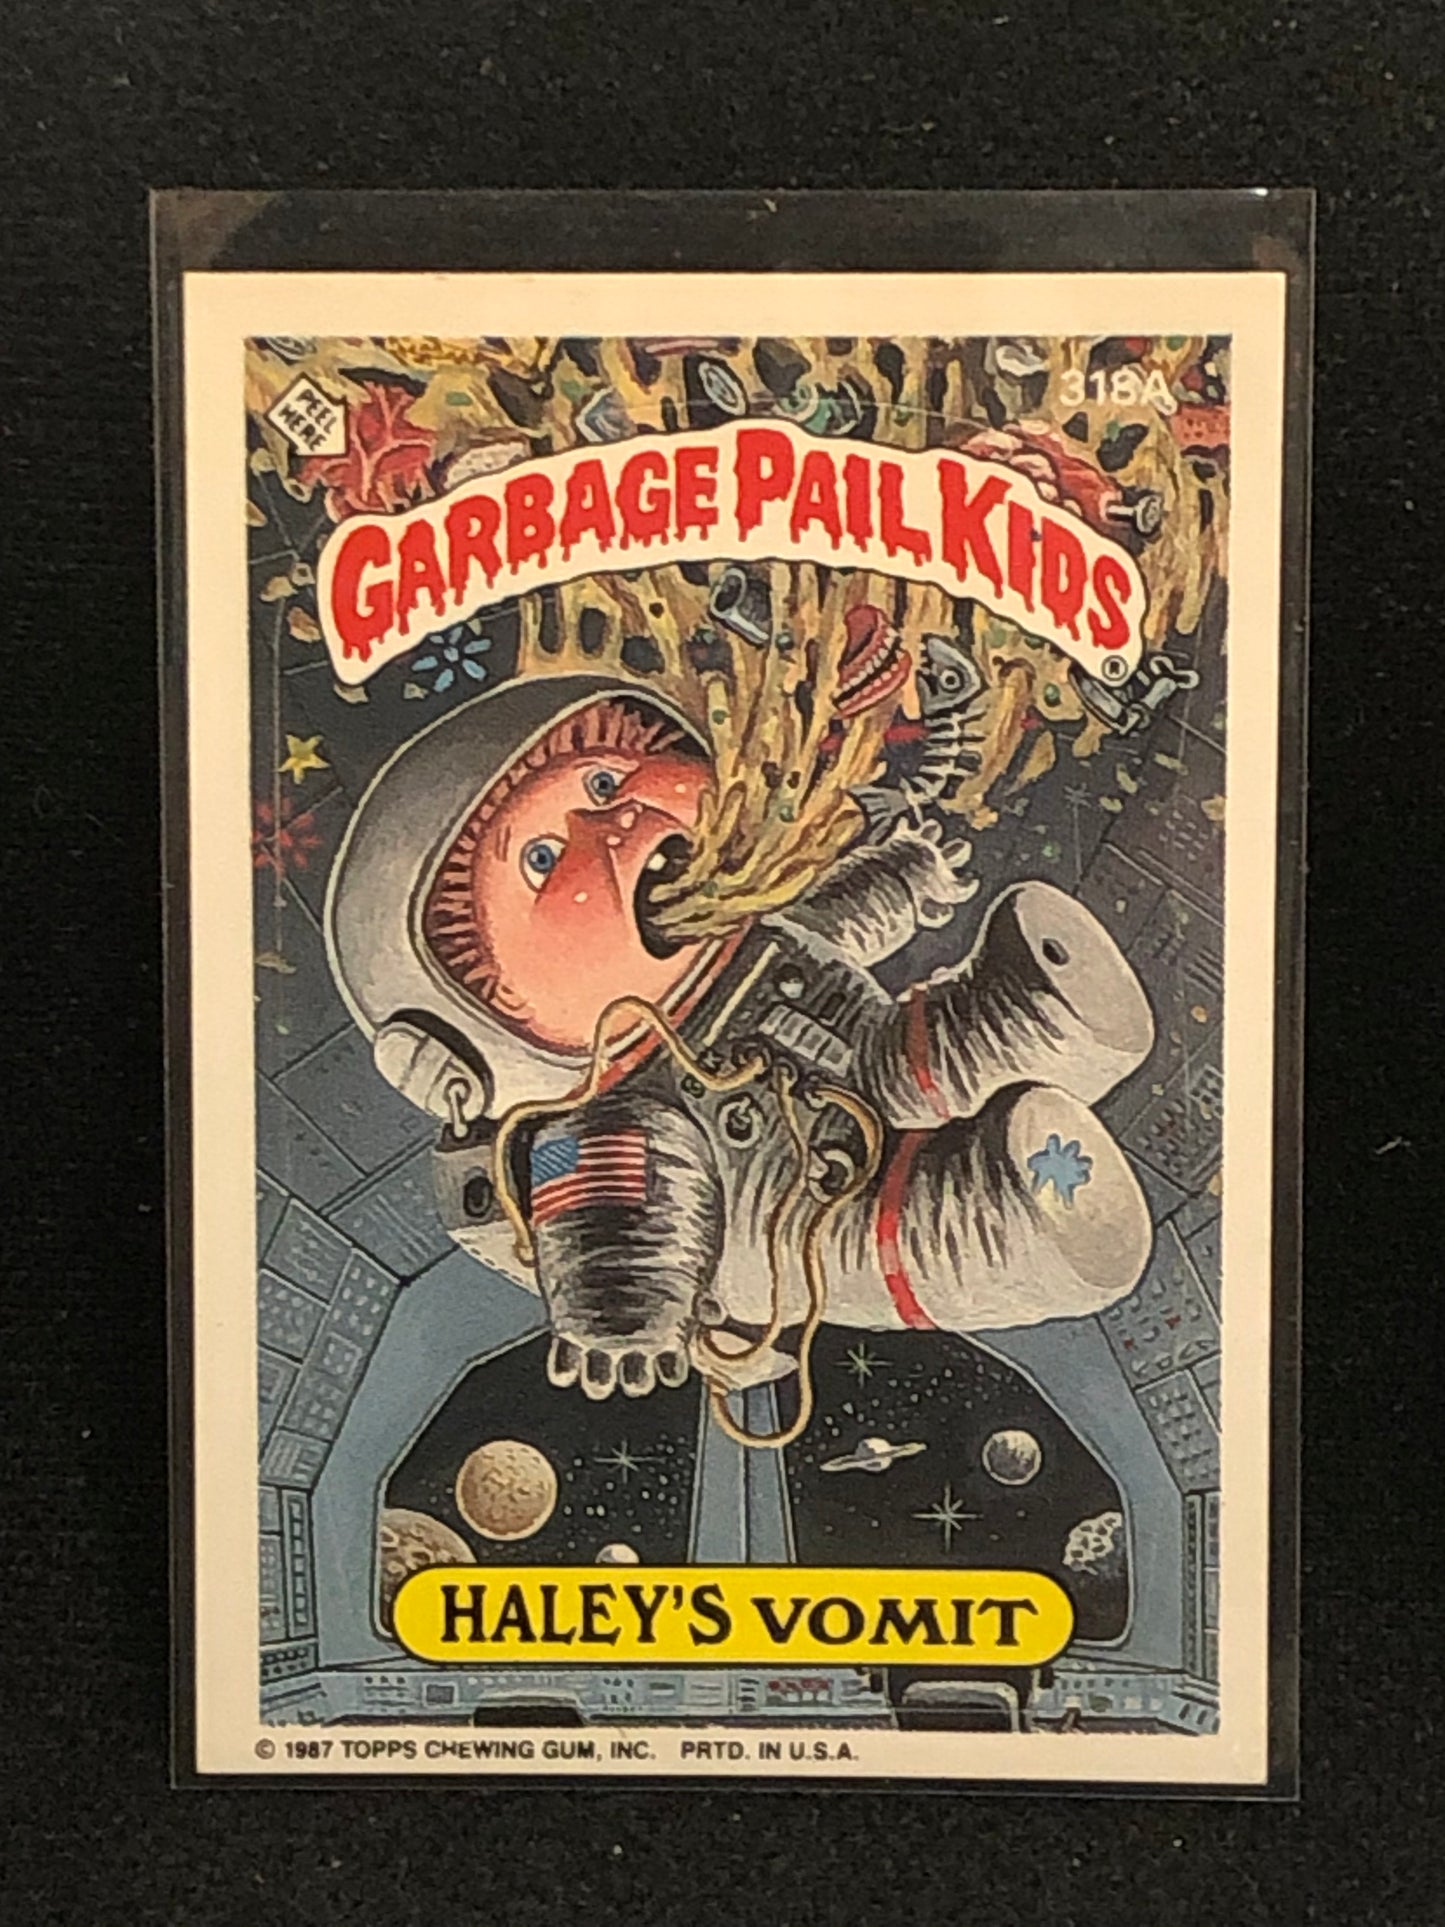 PEEL
HERE
318A
GARBAGE PAIL KIDS
®
HALEY'S VOMIT
© 1987 TOPPS CHEWING GUM, INC. PRTD. IN U.S.A.